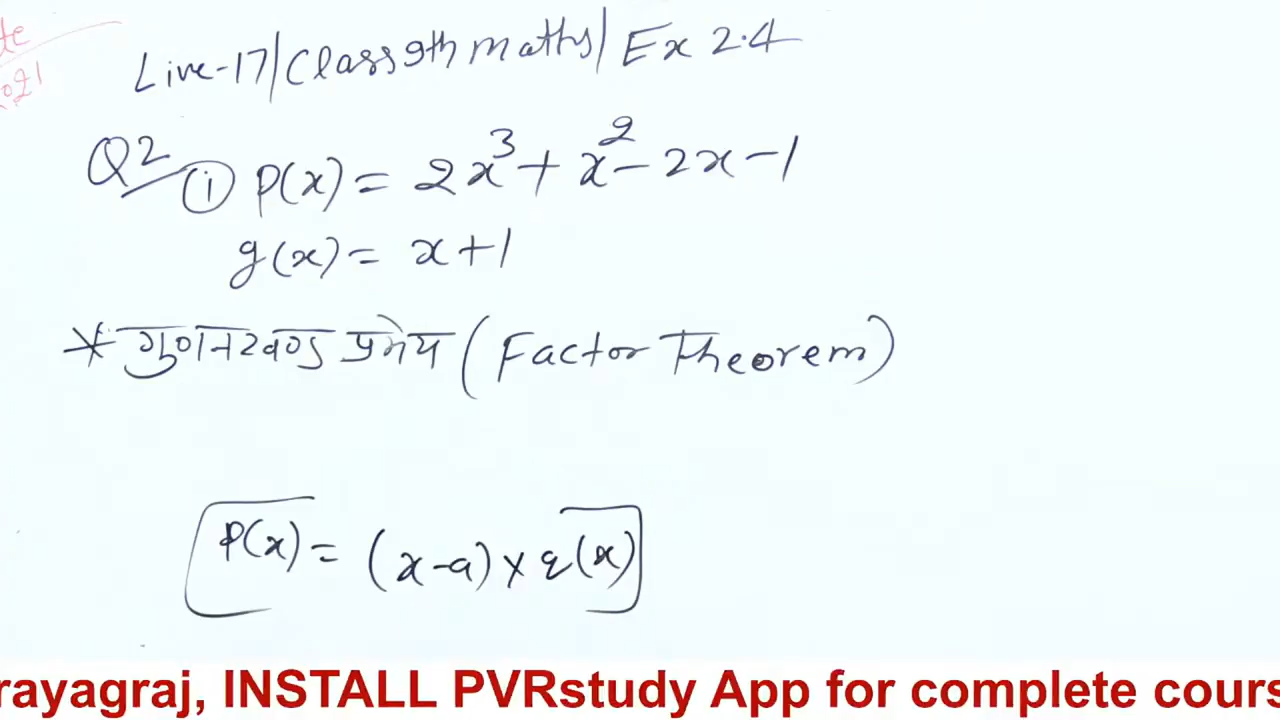 Live-17/Class 9th maths/Ex 2.4
Q2 (i) p(x) = 2x³ + x² - 2x - 1
g(x) = x + 1
* गुणनखण्ड प्रमेय (Factor Theorem)
p(x) = (x-a) × q(x)
rayagraj, INSTALL PVRstudy App for complete cours